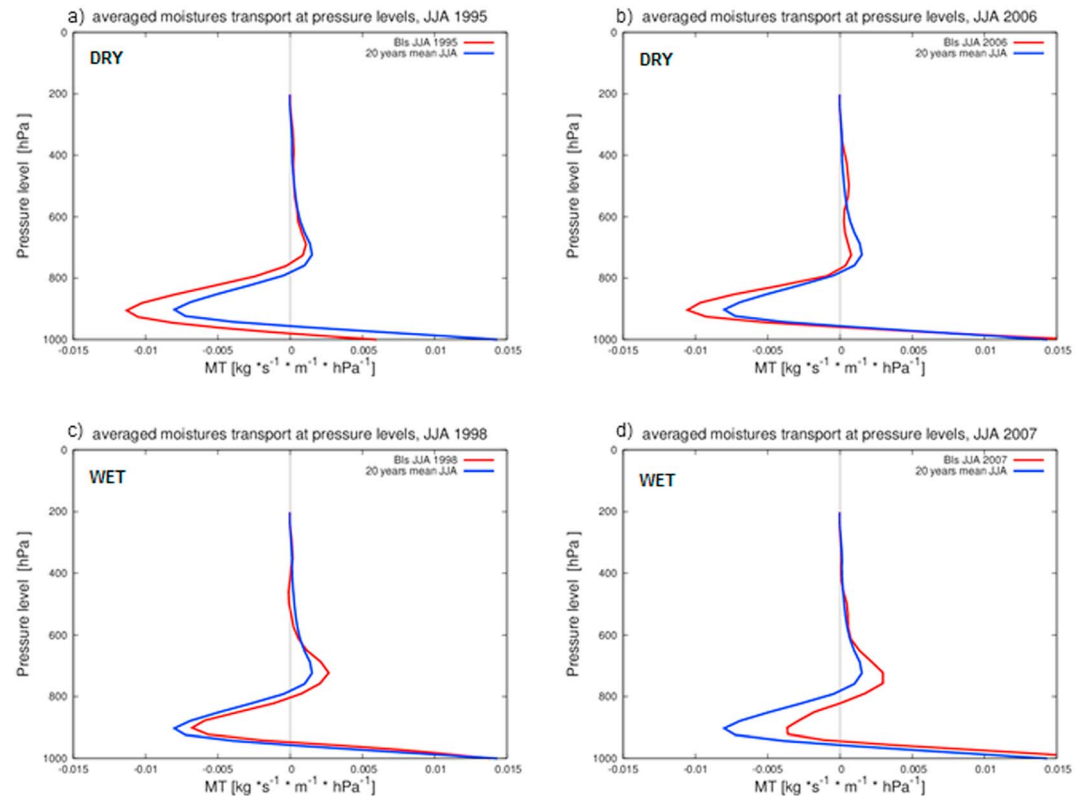 a) averaged moistures transport at pressure levels, JJA 1995
DRY
BIs JJA 1995
20 years mean JJA
0
200
400
600
800
1000
Pressure level [hPa]
-0.015 -0.01 -0.005 0 0.005 0.01 0.015
MT [kg *s-1 * m-1 * hPa-1]
b) averaged moistures transport at pressure levels, JJA 2006
DRY
BIs JJA 2006
20 years mean JJA
0
200
400
600
800
1000
Pressure level [hPa]
-0.015 -0.01 -0.005 0 0.005 0.01 0.015
MT [kg *s-1 * m-1 * hPa-1]
c) averaged moistures transport at pressure levels, JJA 1998
WET
BIs JJA 1998
20 years mean JJA
0
200
400
600
800
1000
Pressure level [hPa]
-0.015 -0.01 -0.005 0 0.005 0.01 0.015
MT [kg *s-1 * m-1 * hPa-1]
d) averaged moistures transport at pressure levels, JJA 2007
WET
BIs JJA 2007
20 years mean JJA
0
200
400
600
800
1000
Pressure level [hPa]
-0.015 -0.01 -0.005 0 0.005 0.01 0.015
MT [kg *s-1 * m-1 * hPa-1]